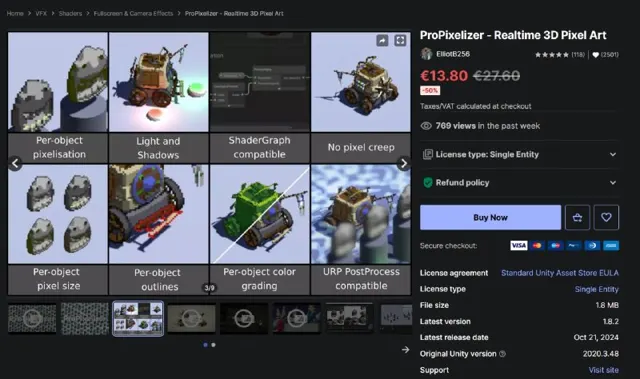 Home > VFX > Shaders > Fullscreen & Camera Effects > ProPixelizer - Realtime 3D Pixel Art
ProPixelizer - Realtime 3D Pixel Art
ElliotB256
★★★★★ (118) | ♥ (2501)
€13.80 €27.60
-50%
Taxes/VAT calculated at checkout
769 views in the past week
License type: Single Entity
Refund policy
Buy Now
Secure checkout:
VISA
License agreement Standard Unity Asset Store EULA
License type Single Entity
File size 1.8 MB
Latest version 1.8.2
Latest release date Oct 21, 2024
Original Unity version 2020.3.48
Support Visit site
Per-object
pixelisation
Light and
Shadows
ShaderGraph
compatible
No pixel creep
Per-object
pixel size
Per-object
outlines
Per-object color
grading
URP PostProcess
compatible
3/9